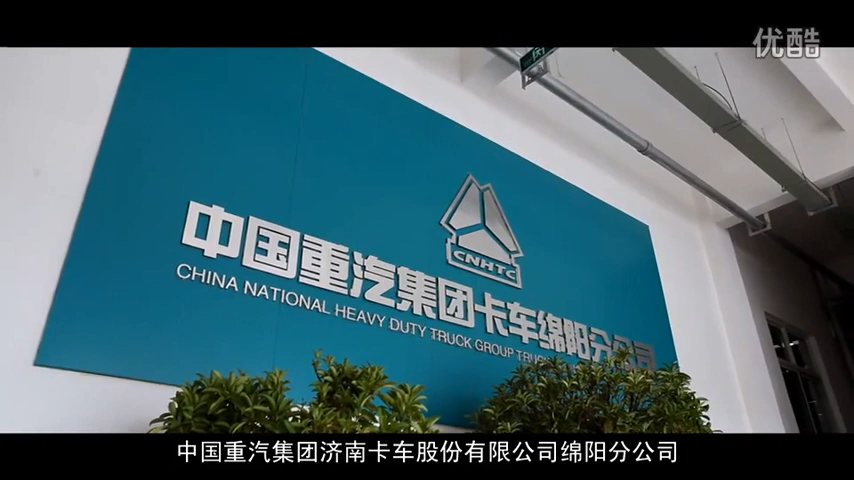 优酷
CNHTC
中国重汽集团卡车绵阳分公司
CHINA NATIONAL HEAVY DUTY TRUCK GROUP
中国重汽集团济南卡车股份有限公司绵阳分公司